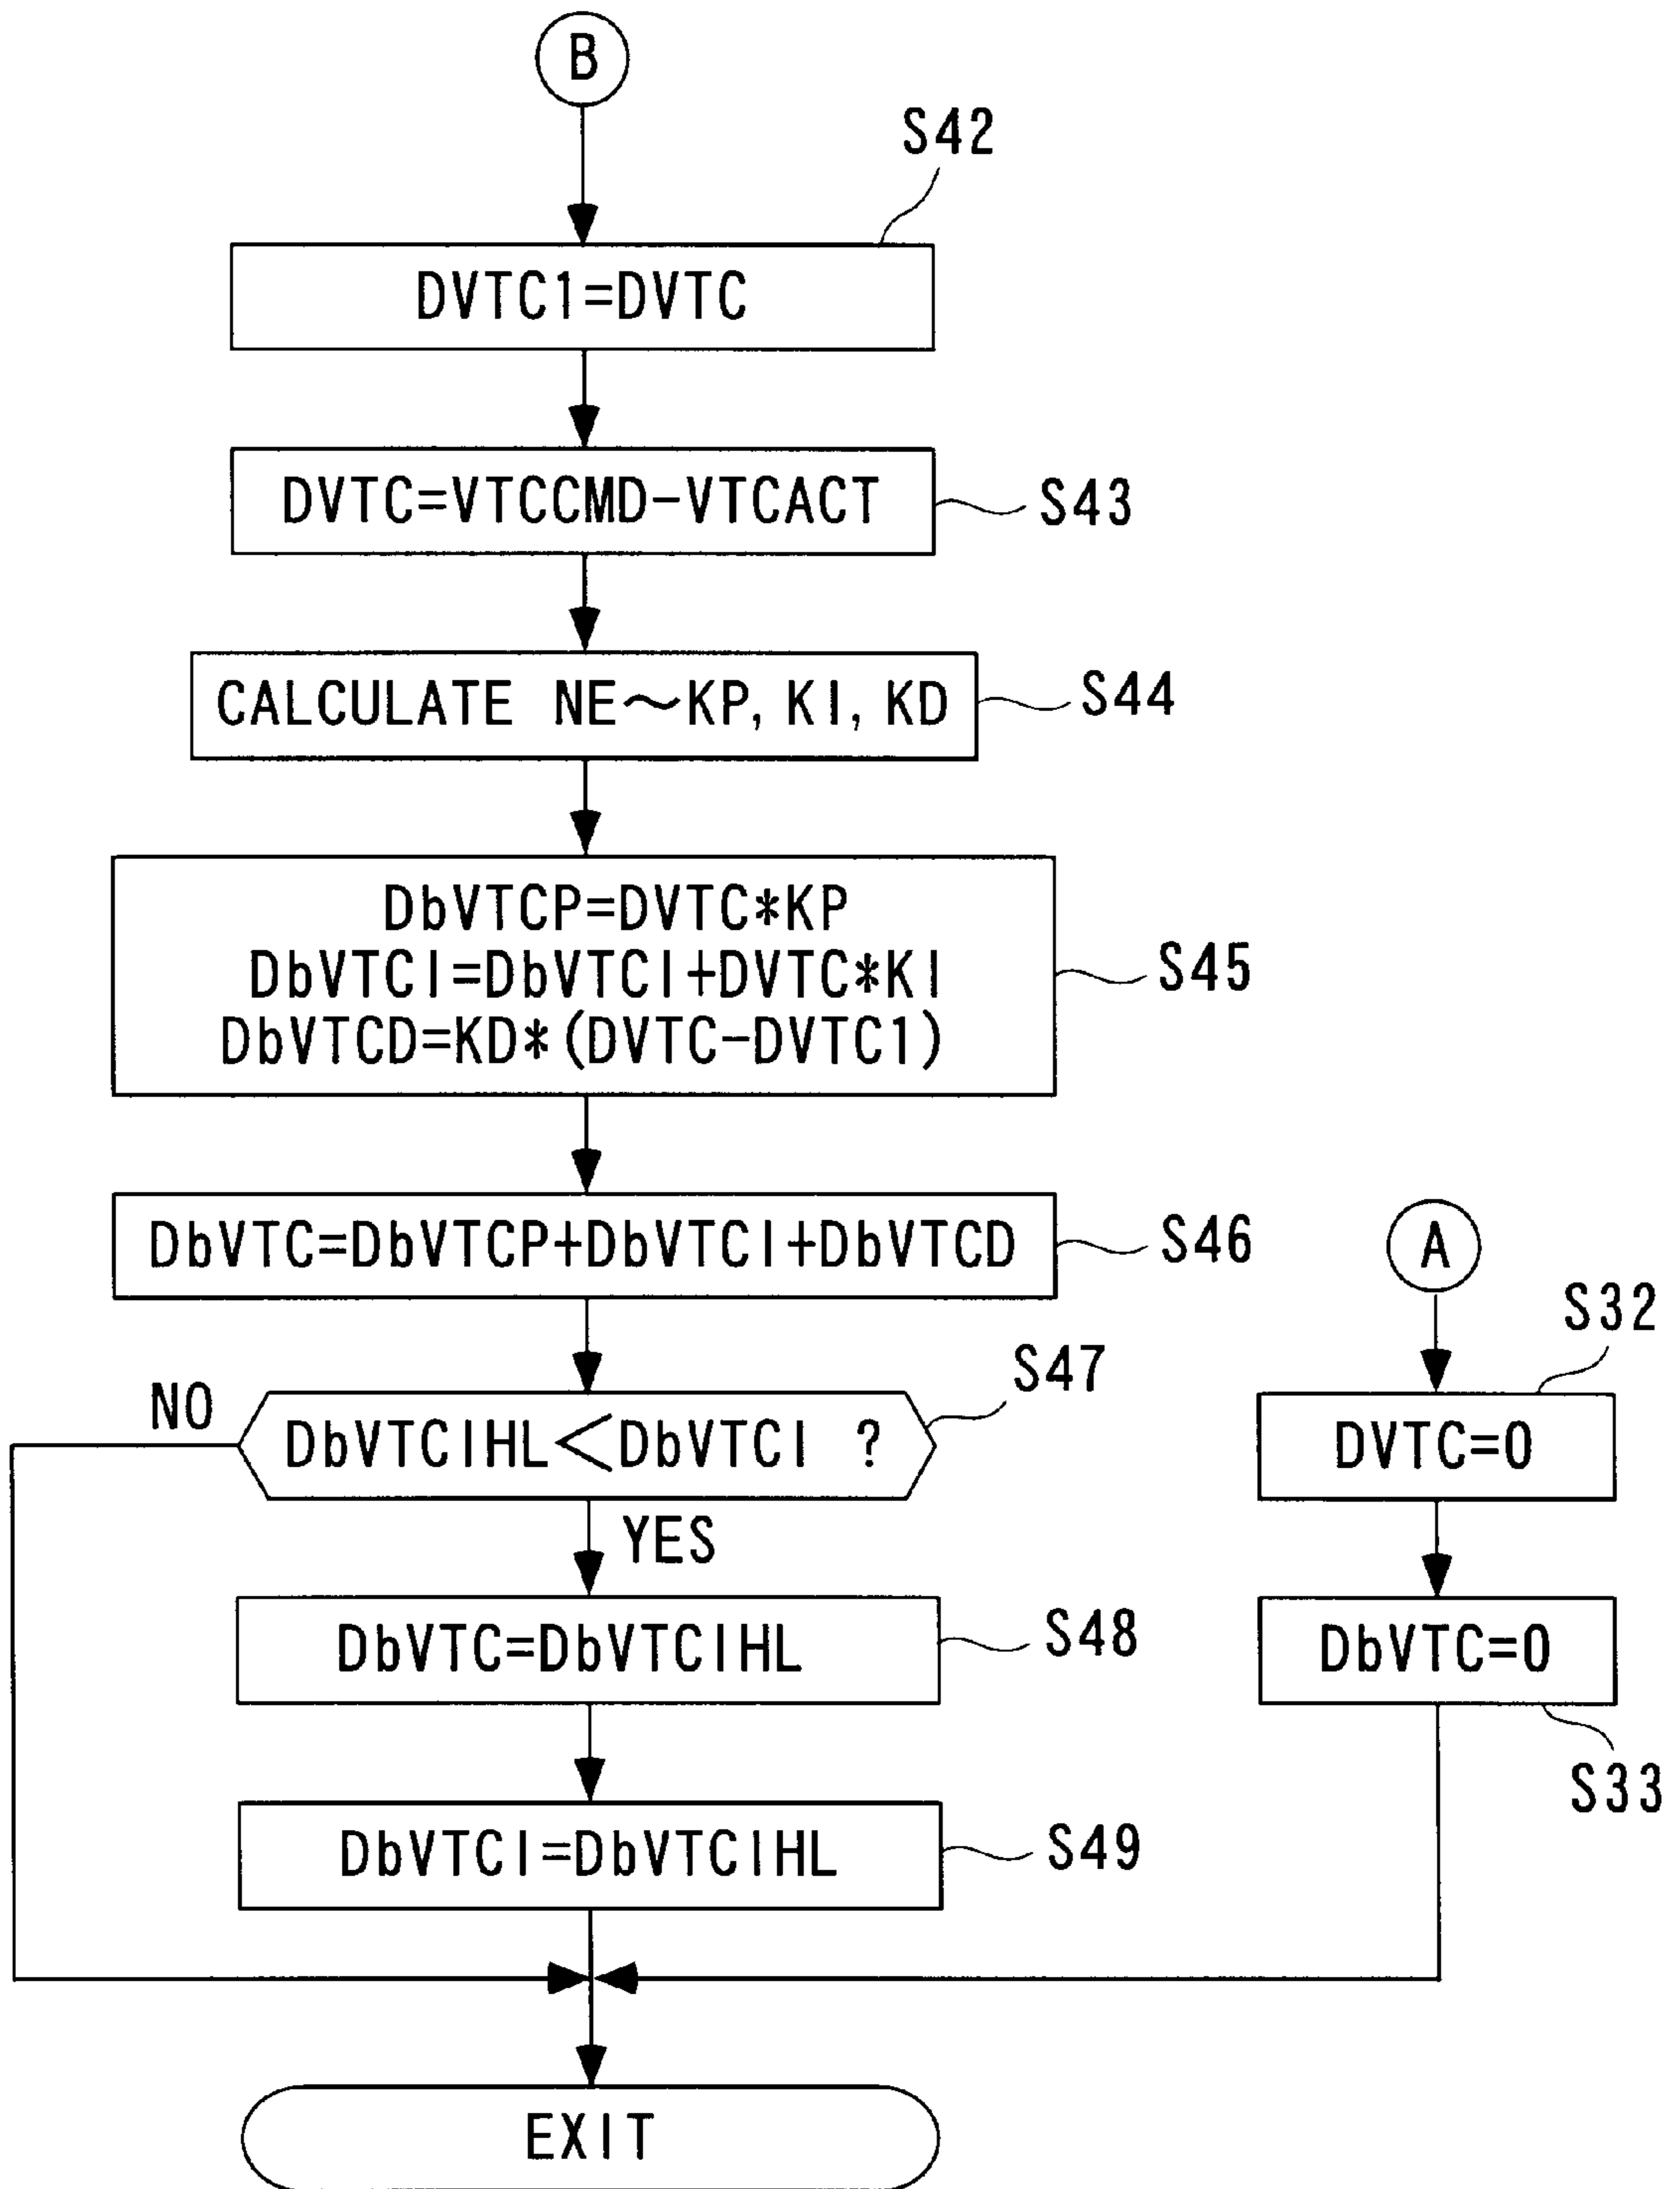 B
S42
DVTC1=DVTC
DVTC=VTCCMD-VTCACT
S43
CALCULATE NE~KP, KI, KD
S44
DbVTCP=DVTC*KP
DbVTCI=DbVTCI+DVTC*KI
DbVTCD=KD*(DVTC-DVTC1)
S45
DbVTC=DbVTCP+DbVTCI+DbVTCD
S46
NO
DbVTCIHL<DbVTCI ?
S47
YES
DbVTC=DbVTCIHL
S48
DbVTCI=DbVTCIHL
S49
A
S32
DVTC=0
DbVTC=0
S33
EXIT